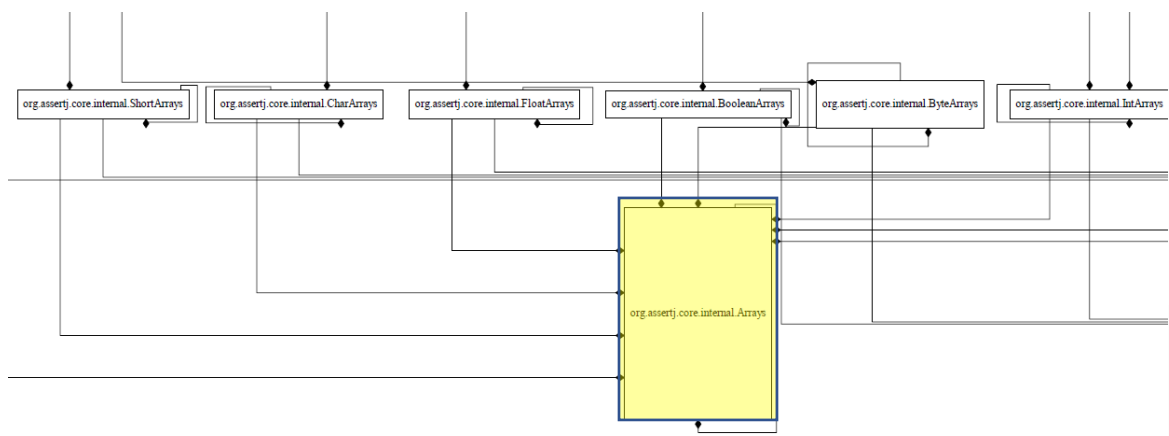 org.assertj.core.internal.ShortArrays
org.assertj.core.internal.CharArrays
org.assertj.core.internal.FloatArrays
org.assertj.core.internal.BooleanArrays
org.assertj.core.internal.ByteArrays
org.assertj.core.internal.IntArrays
org.assertj.core.internal.Arrays